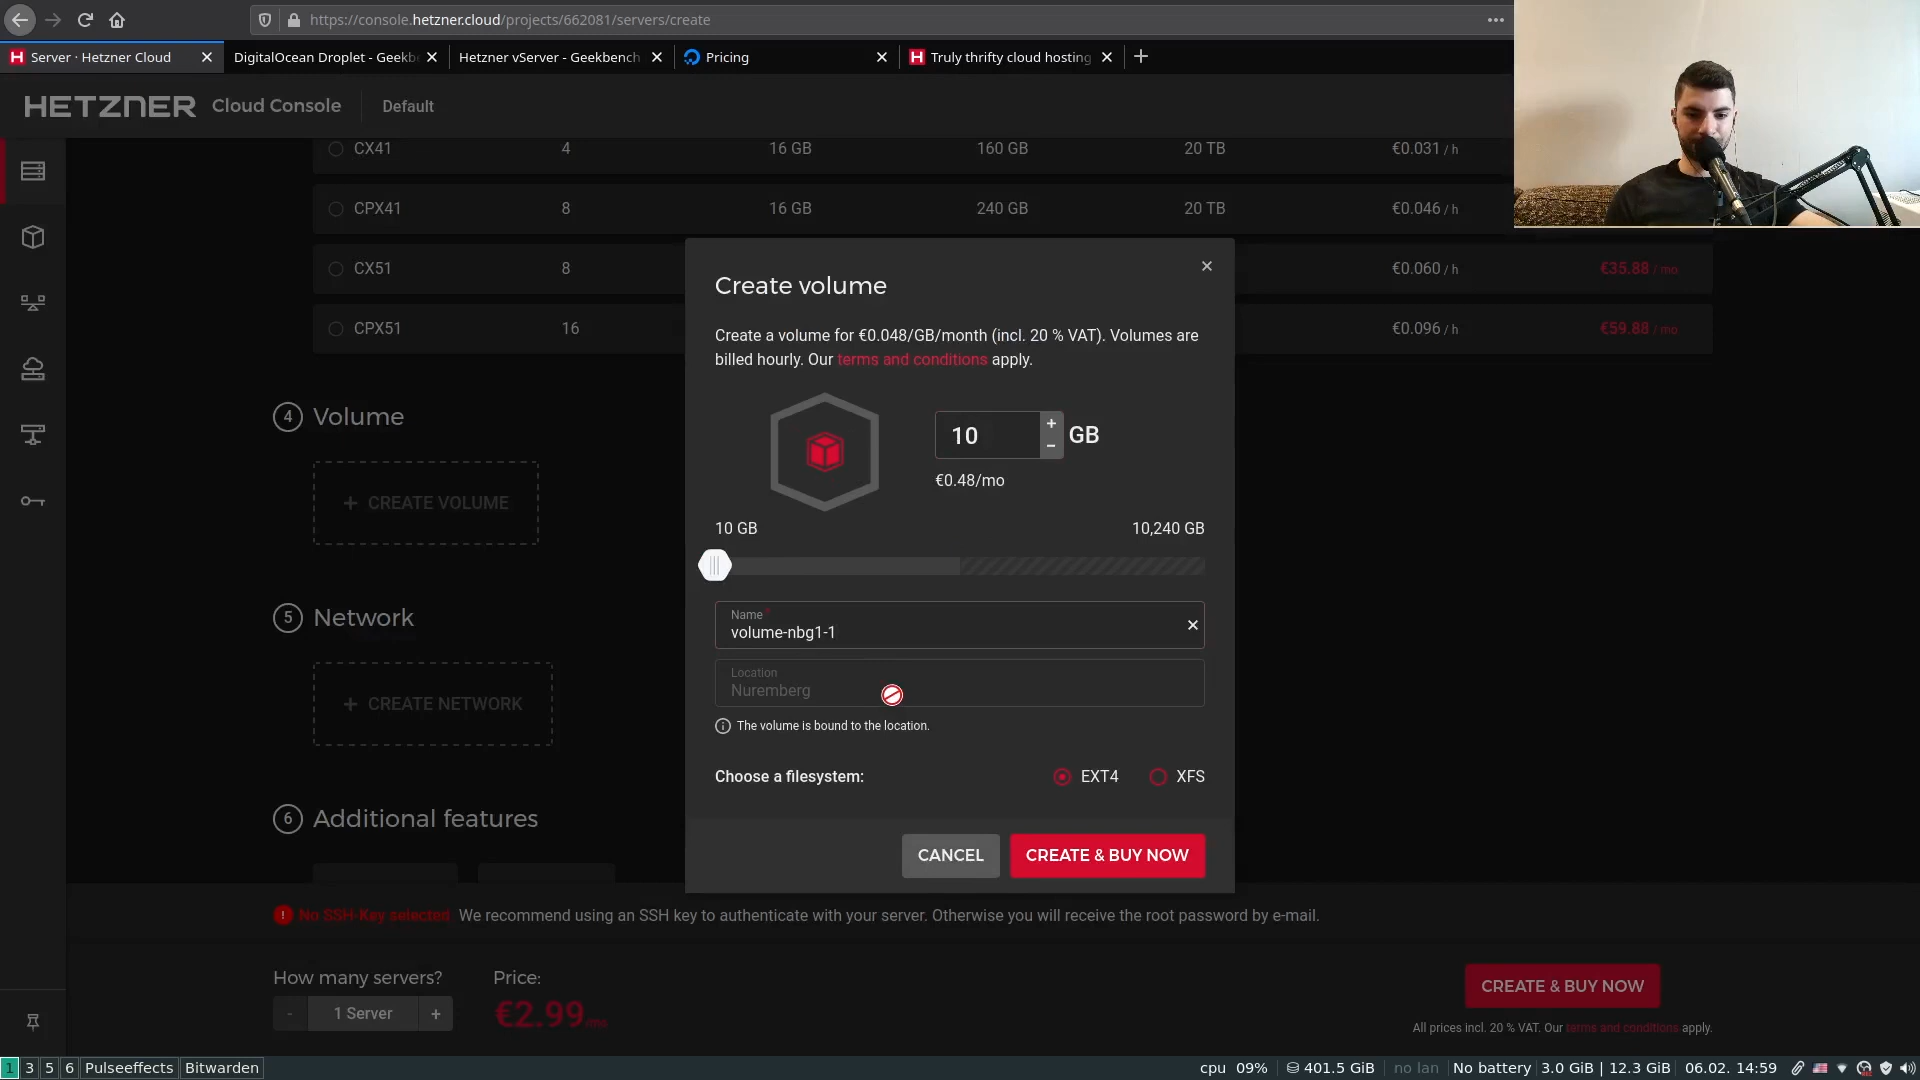 https://console.hetzner.cloud/projects/662081/servers/create
Server · Hetzner Cloud
DigitalOcean Droplet - Geekb
Hetzner vServer - Geekbench
Pricing
Truly thrifty cloud hosting
HETZNER Cloud Console Default
CX41 4 16 GB 160 GB 20 TB €0.031 / h
CPX41 8 16 GB 240 GB 20 TB €0.046 / h
CX51 8 €0.060 / h €35.88 / mo
CPX51 16 €0.096 / h €59.88 / mo
Create volume
Create a volume for €0.048/GB/month (incl. 20 % VAT). Volumes are
billed hourly. Our terms and conditions apply.
10 + − GB
€0.48/mo
10 GB 10,240 GB
Name *
volume-nbg1-1
Location
Nuremberg
The volume is bound to the location.
Choose a filesystem: EXT4 XFS
CANCEL CREATE & BUY NOW
4 Volume
+ CREATE VOLUME
5 Network
+ CREATE NETWORK
6 Additional features
! No SSH-Key selected We recommend using an SSH key to authenticate with your server. Otherwise you will receive the root password by e-mail.
How many servers? Price:
- 1 Server + €2.99/mo
CREATE & BUY NOW
All prices incl. 20 % VAT. Our terms and conditions apply.
1 3 5 6 Pulseeffects Bitwarden cpu 09% 401.5 GiB no lan No battery 3.0 GiB | 12.3 GiB 06.02. 14:59